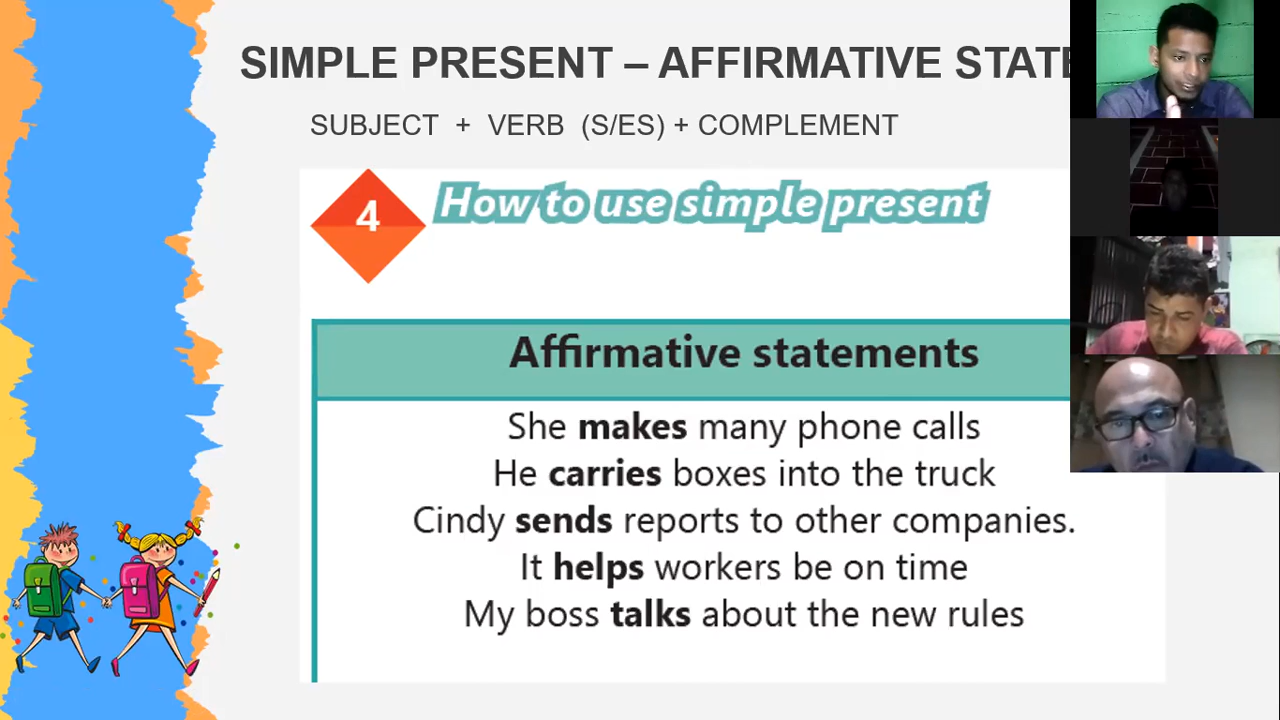 SIMPLE PRESENT – AFFIRMATIVE STATE
SUBJECT + VERB (S/ES) + COMPLEMENT
4
How to use simple present
Affirmative statements
She makes many phone calls
He carries boxes into the truck
Cindy sends reports to other companies.
It helps workers be on time
My boss talks about the new rules